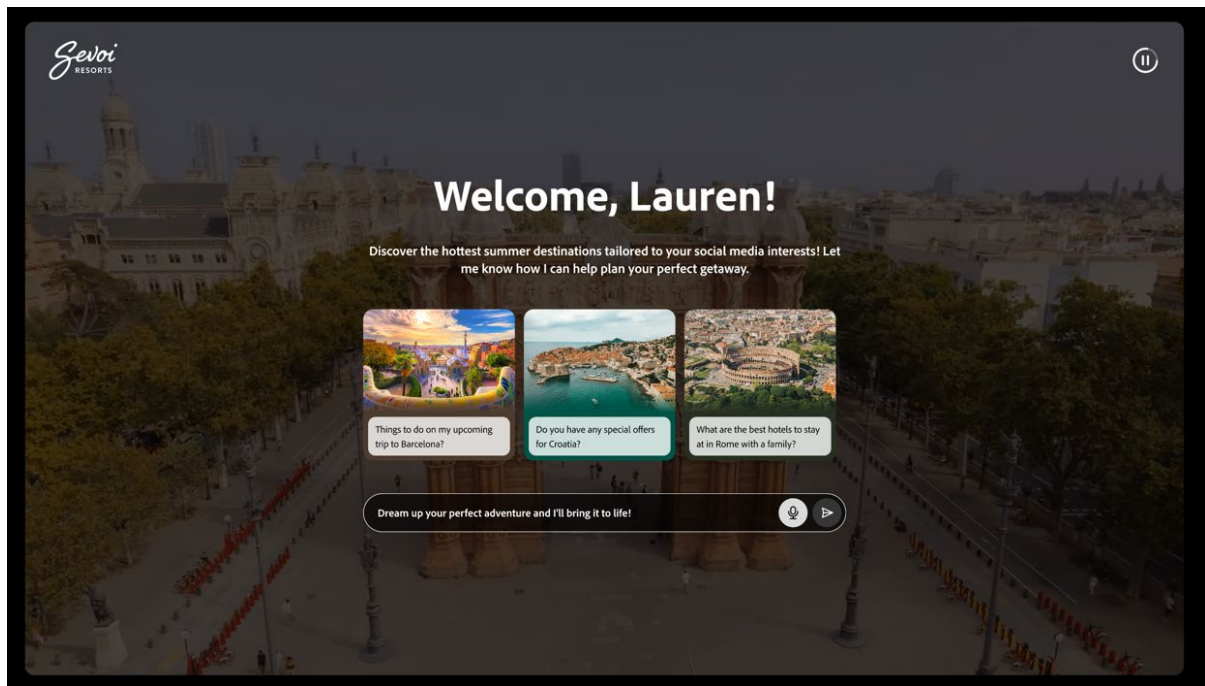 Sevoi
RESORTS
Welcome, Lauren!
Discover the hottest summer destinations tailored to your social media interests! Let
me know how I can help plan your perfect getaway.
Things to do on my upcoming
trip to Barcelona?
Do you have any special offers
for Croatia?
What are the best hotels to stay
at in Rome with a family?
Dream up your perfect adventure and I'll bring it to life!